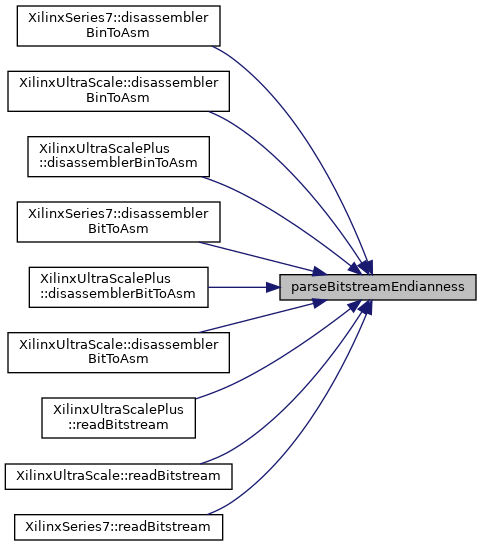 XilinxSeries7::disassembler
BinToAsm
XilinxUltraScale::disassembler
BinToAsm
XilinxUltraScalePlus
::disassemblerBinToAsm
XilinxSeries7::disassembler
BitToAsm
XilinxUltraScalePlus
::disassemblerBitToAsm
parseBitstreamEndianness
XilinxUltraScale::disassembler
BitToAsm
XilinxUltraScalePlus
::readBitstream
XilinxUltraScale::readBitstream
XilinxSeries7::readBitstream